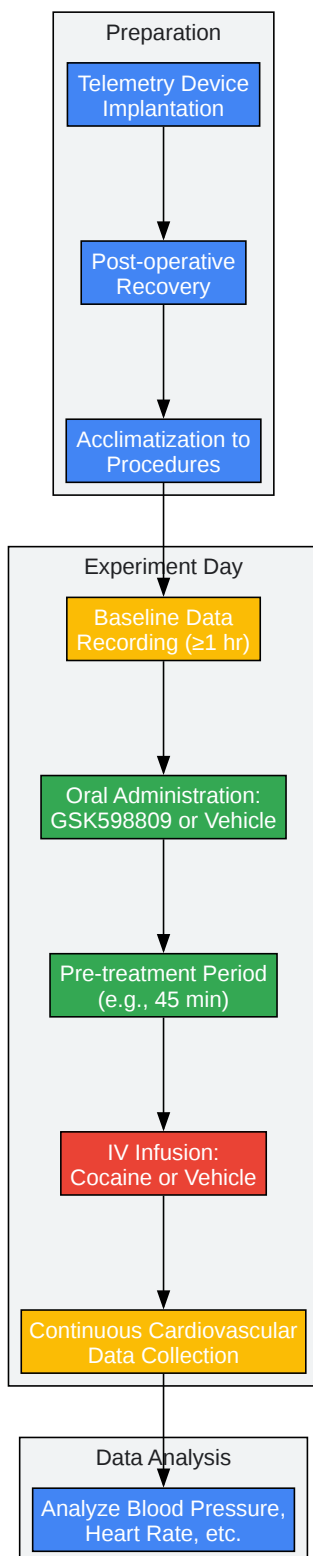 Preparation
Telemetry Device
Implantation
Post-operative
Recovery
Acclimatization to
Procedures
Experiment Day
Baseline Data
Recording (≥1 hr)
Oral Administration:
GSK598809 or Vehicle
Pre-treatment Period
(e.g., 45 min)
IV Infusion:
Cocaine or Vehicle
Continuous Cardiovascular
Data Collection
Data Analysis
Analyze Blood Pressure,
Heart Rate, etc.